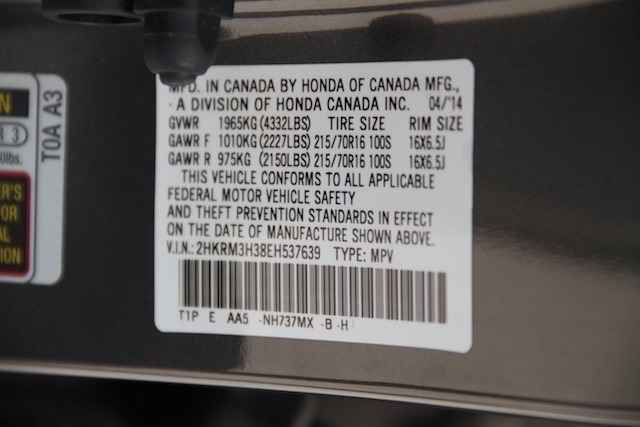 MFD. IN CANADA BY HONDA OF CANADA MFG.,
A DIVISION OF HONDA CANADA INC. 04/'14
GVWR 1965KG (4332LBS) TIRE SIZE RIM SIZE
GAWR F 1010KG (2227LBS) 215/70R16 100S 16X6.5J
GAWR R 975KG (2150LBS) 215/70R16 100S 16X6.5J
THIS VEHICLE CONFORMS TO ALL APPLICABLE
FEDERAL MOTOR VEHICLE SAFETY
AND THEFT PREVENTION STANDARDS IN EFFECT
ON THE DATE OF MANUFACTURE SHOWN ABOVE.
V.I.N.: 2HKRM3H38EH537639 TYPE: MPV
T1P E AA5 -NH737MX -B-H
T0A A3